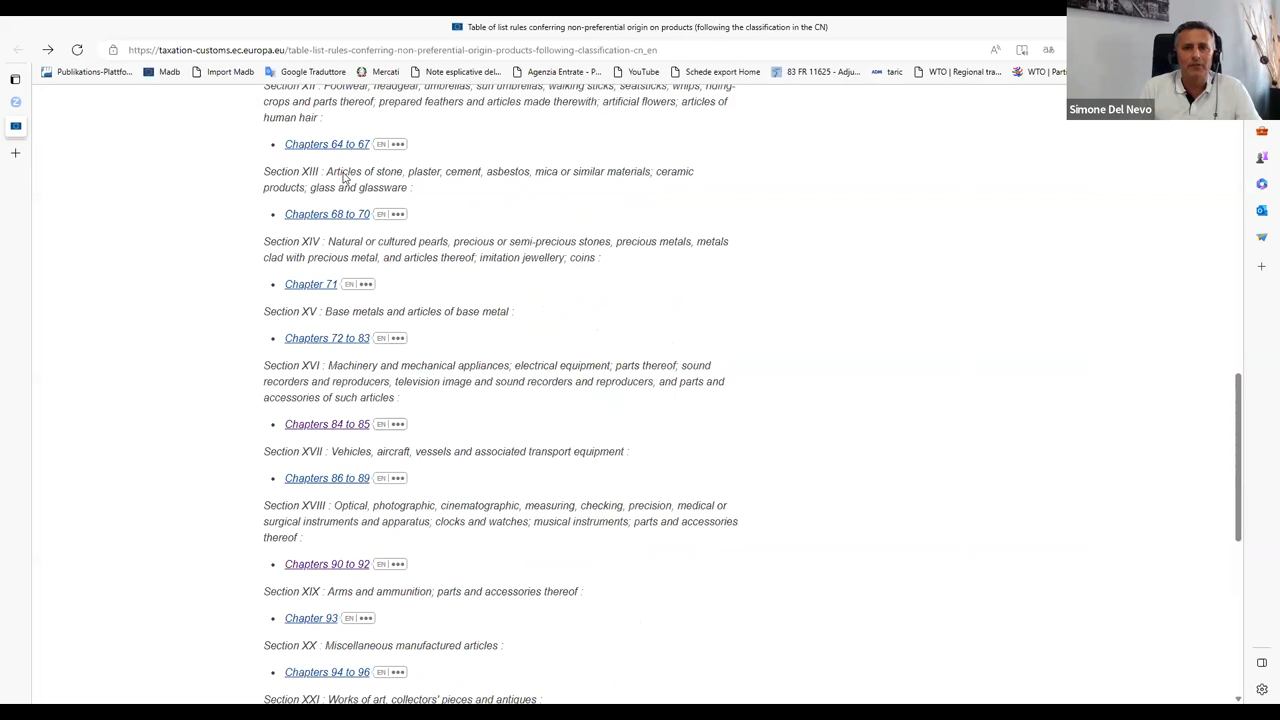 Table of list rules conferring non-preferential origin on products (following the classification in the CN)
https://taxation-customs.ec.europa.eu/table-list-rules-conferring-non-preferential-origin-products-following-classification-cn_en
Publikations-Plattfo... Madb Import Madb Google Traduttore Mercati Note esplicative del... Agenzia Entrate - P... YouTube Schede export Home 83 FR 11625 - Adju... ADM taric WTO | Regional tra... WTO | Part
Simone Del Nevo
Section XII : Footwear, headgear, umbrellas, sun umbrellas, walking sticks, seatsticks, whips, riding-
crops and parts thereof; prepared feathers and articles made therewith; artificial flowers; articles of
human hair :
• Chapters 64 to 67 EN ●●●
Section XIII : Articles of stone, plaster, cement, asbestos, mica or similar materials; ceramic
products; glass and glassware :
• Chapters 68 to 70 EN ●●●
Section XIV : Natural or cultured pearls, precious or semi-precious stones, precious metals, metals
clad with precious metal, and articles thereof; imitation jewellery; coins :
• Chapter 71 EN ●●●
Section XV : Base metals and articles of base metal :
• Chapters 72 to 83 EN ●●●
Section XVI : Machinery and mechanical appliances; electrical equipment; parts thereof; sound
recorders and reproducers, television image and sound recorders and reproducers, and parts and
accessories of such articles :
• Chapters 84 to 85 EN ●●●
Section XVII : Vehicles, aircraft, vessels and associated transport equipment :
• Chapters 86 to 89 EN ●●●
Section XVIII : Optical, photographic, cinematographic, measuring, checking, precision, medical or
surgical instruments and apparatus; clocks and watches; musical instruments; parts and accessories
thereof :
• Chapters 90 to 92 EN ●●●
Section XIX : Arms and ammunition; parts and accessories thereof :
• Chapter 93 EN ●●●
Section XX : Miscellaneous manufactured articles :
• Chapters 94 to 96 EN ●●●
Section XXI : Works of art, collectors' pieces and antiques :